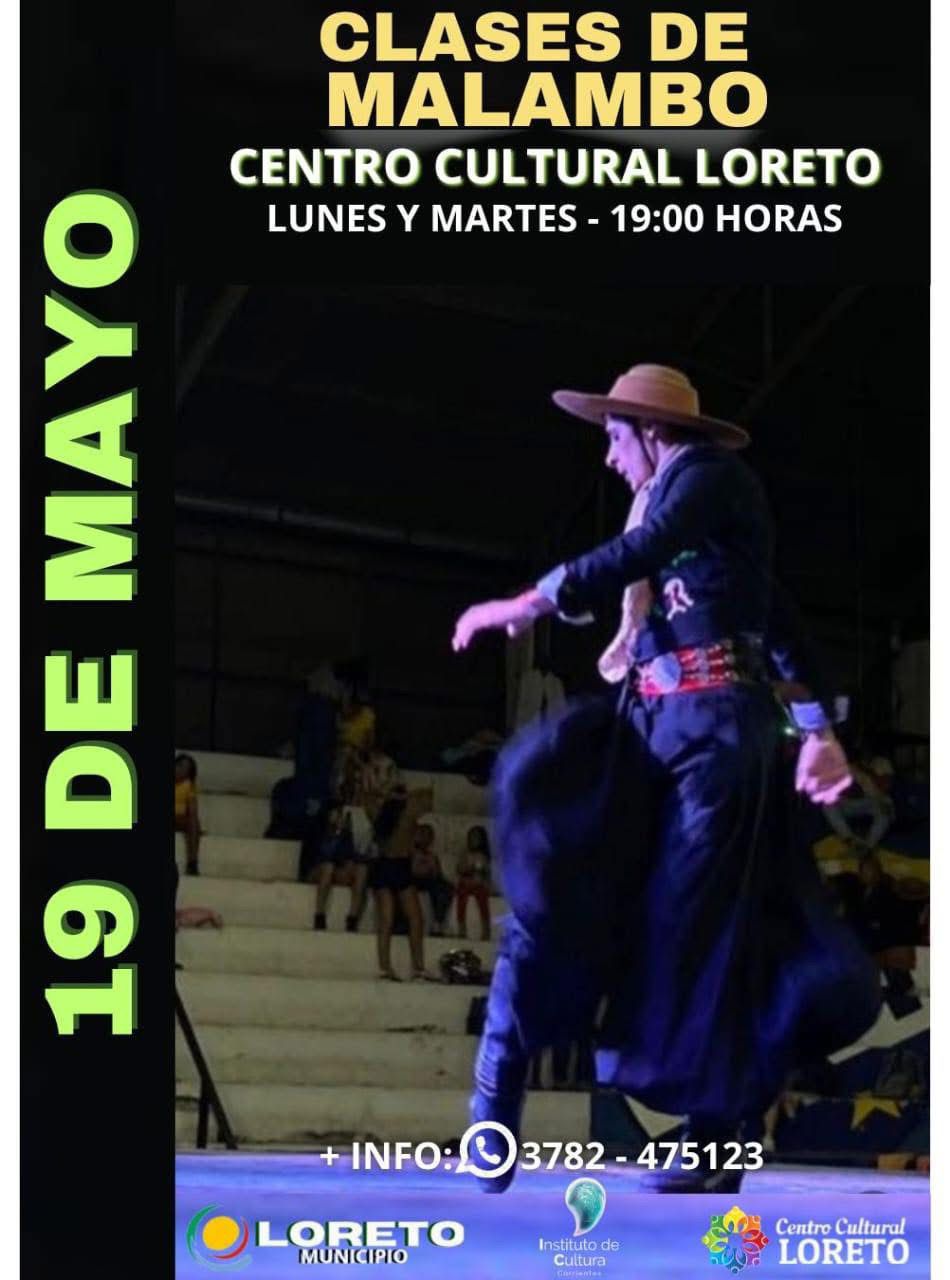 CLASES DE
MALAMBO
CENTRO CULTURAL LORETO
LUNES Y MARTES - 19:00 HORAS
19 DE MAYO
R
+ INFO: 3782 - 475123
LORETO
MUNICIPIO
Instituto de
Cultura
Corrientes
Centro Cultural
LORETO